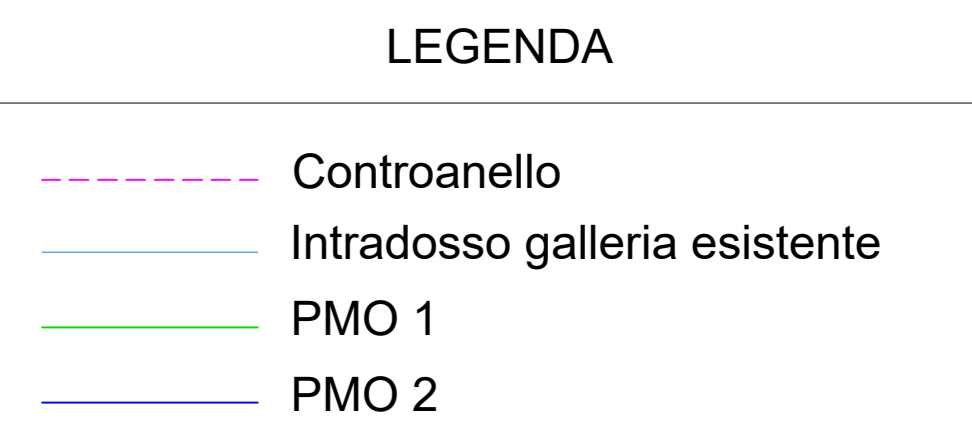 LEGENDA
Controanello
Intradosso galleria esistente
PMO 1
PMO 2